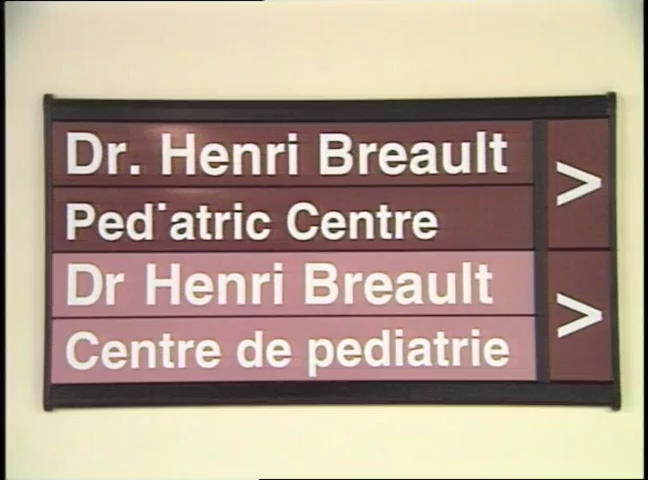 Dr. Henri Breault >
Ped˙atric Centre
Dr Henri Breault >
Centre de pediatrie